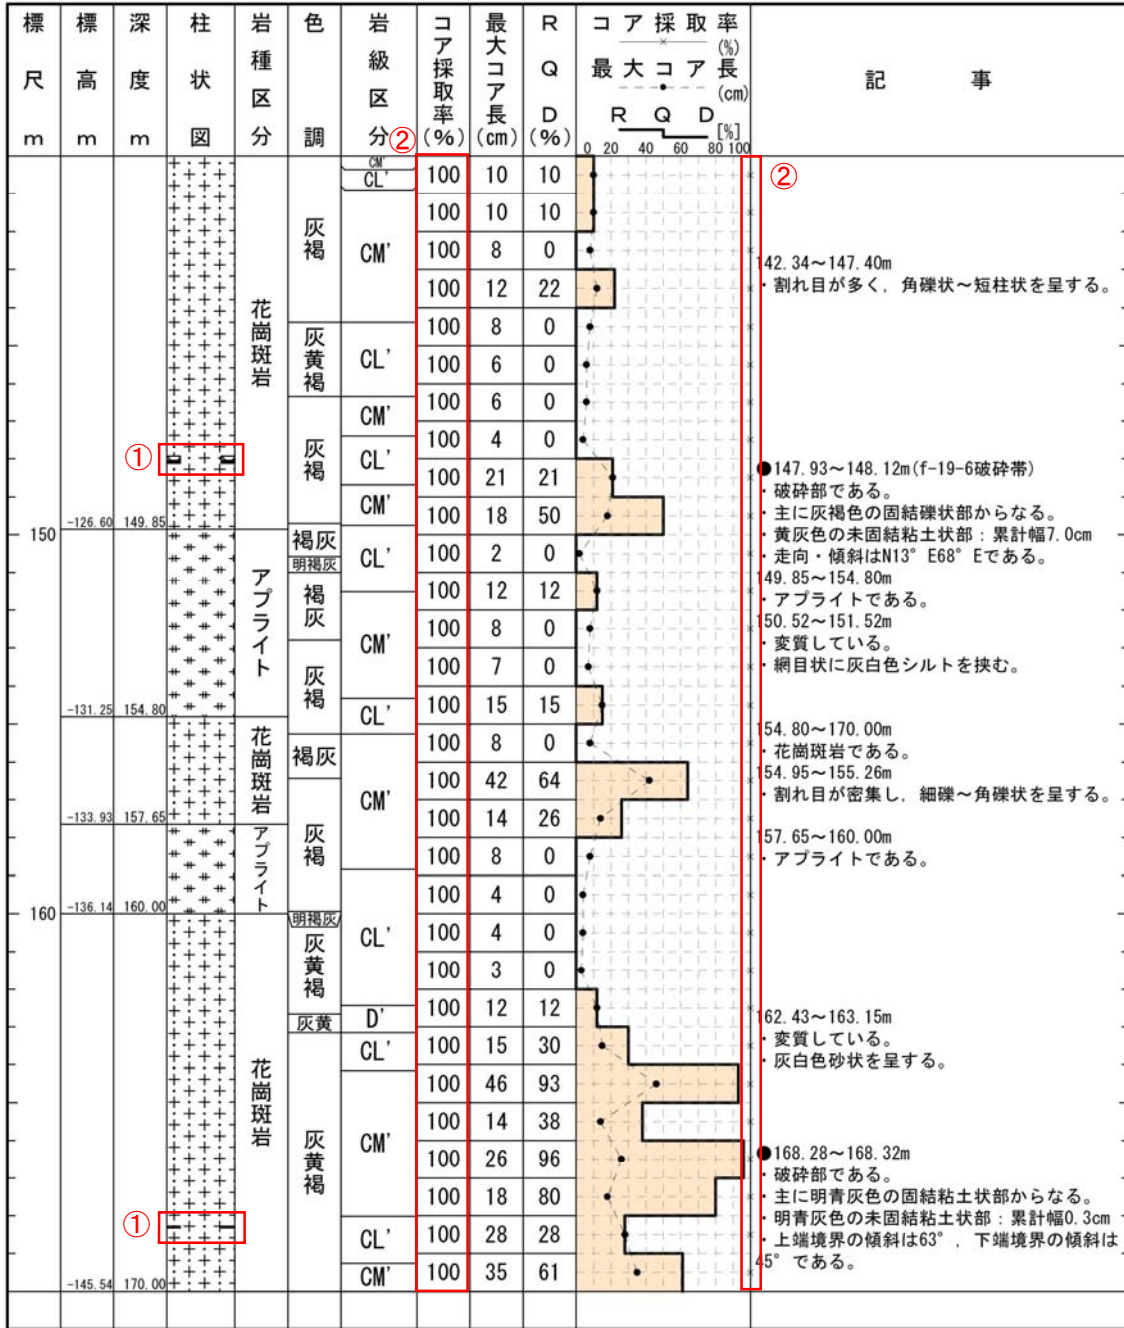 標尺m
標高m
深度m
柱状図
岩種区分
色調
岩級区分
コア採取率(%)
最大コア長(cm)
RQD(%)
コア採取率
(%)
最大コア長
(cm)
RQD
[%]
0 20 40 60 80 100
記事
②
②
CM' 100 10 10
CL'
100 10 10
灰褐
CM'
100 8 0
142.34～147.40m
・割れ目が多く，角礫状～短柱状を呈する。
100 12 22
花崗斑岩
100 8 0
灰黄褐
CL'
100 6 0
100 6 0
CM'
100 4 0
灰褐
CL'
①
100 21 21
●147.93～148.12m(f-19-6破砕帯)
・破砕部である。
・主に灰褐色の固結礫状部からなる。
・黄灰色の未固結粘土状部：累計幅7.0cm
・走向・傾斜はN13°E68°Eである。
CM'
100 18 50
-126.60 149.85
150
褐灰
明褐灰
CL'
100 2 0
149.85～154.80m
・アプライトである。
アプライト
褐灰
100 12 12
150.52～151.52m
・変質している。
・網目状に灰白色シルトを挟む。
CM'
100 8 0
灰褐
100 7 0
100 15 15
-131.25 154.80
CL'
154.80～170.00m
・花崗斑岩である。
花崗斑岩
褐灰
100 8 0
154.95～155.26m
・割れ目が密集し，細礫～角礫状を呈する。
CM'
100 42 64
100 14 26
-133.93 157.65
157.65～160.00m
・アプライトである。
アプライト
灰褐
100 8 0
100 4 0
-136.14 160.00
160
明褐灰
CL'
100 4 0
灰黄褐
100 3 0
100 12 12
162.43～163.15m
・変質している。
・灰白色砂状を呈する。
灰黄
D'
CL'
100 15 30
花崗斑岩
100 46 93
100 14 38
CM'
灰黄褐
100 26 96
●168.28～168.32m
・破砕部である。
・主に明青灰色の固結粘土状部からなる。
・明青灰色の未固結粘土状部：累計幅0.3cm
・上端境界の傾斜は63°，下端境界の傾斜は
45°である。
100 18 80
①
CL'
100 28 28
CM'
100 35 61
-145.54 170.00